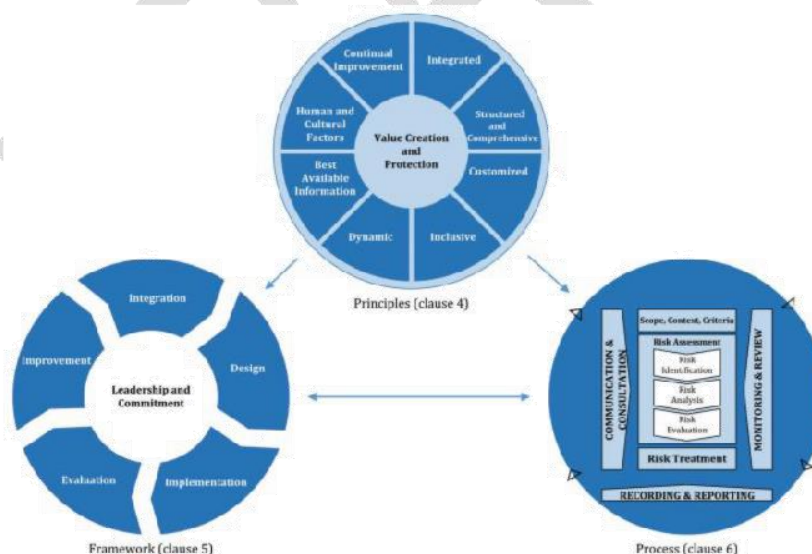 Continual
Improvement
Integrated
Human and
Cultural
Factors
Structured
and
Comprehensive
Value Creation
and
Protection
Best
Available
Information
Customized
Dynamic
Inclusive
Principles (clause 4)
Integration
Improvement
Design
Leadership and
Commitment
Evaluation
Implementation
Framework (clause 5)
Scope, Context, Criteria
Risk Assessment
Risk
Identification
Risk
Analysis
Risk
Evaluation
Risk Treatment
COMMUNICATION &
CONSULTATION
MONITORING & REVIEW
RECORDING & REPORTING
Process (clause 6)